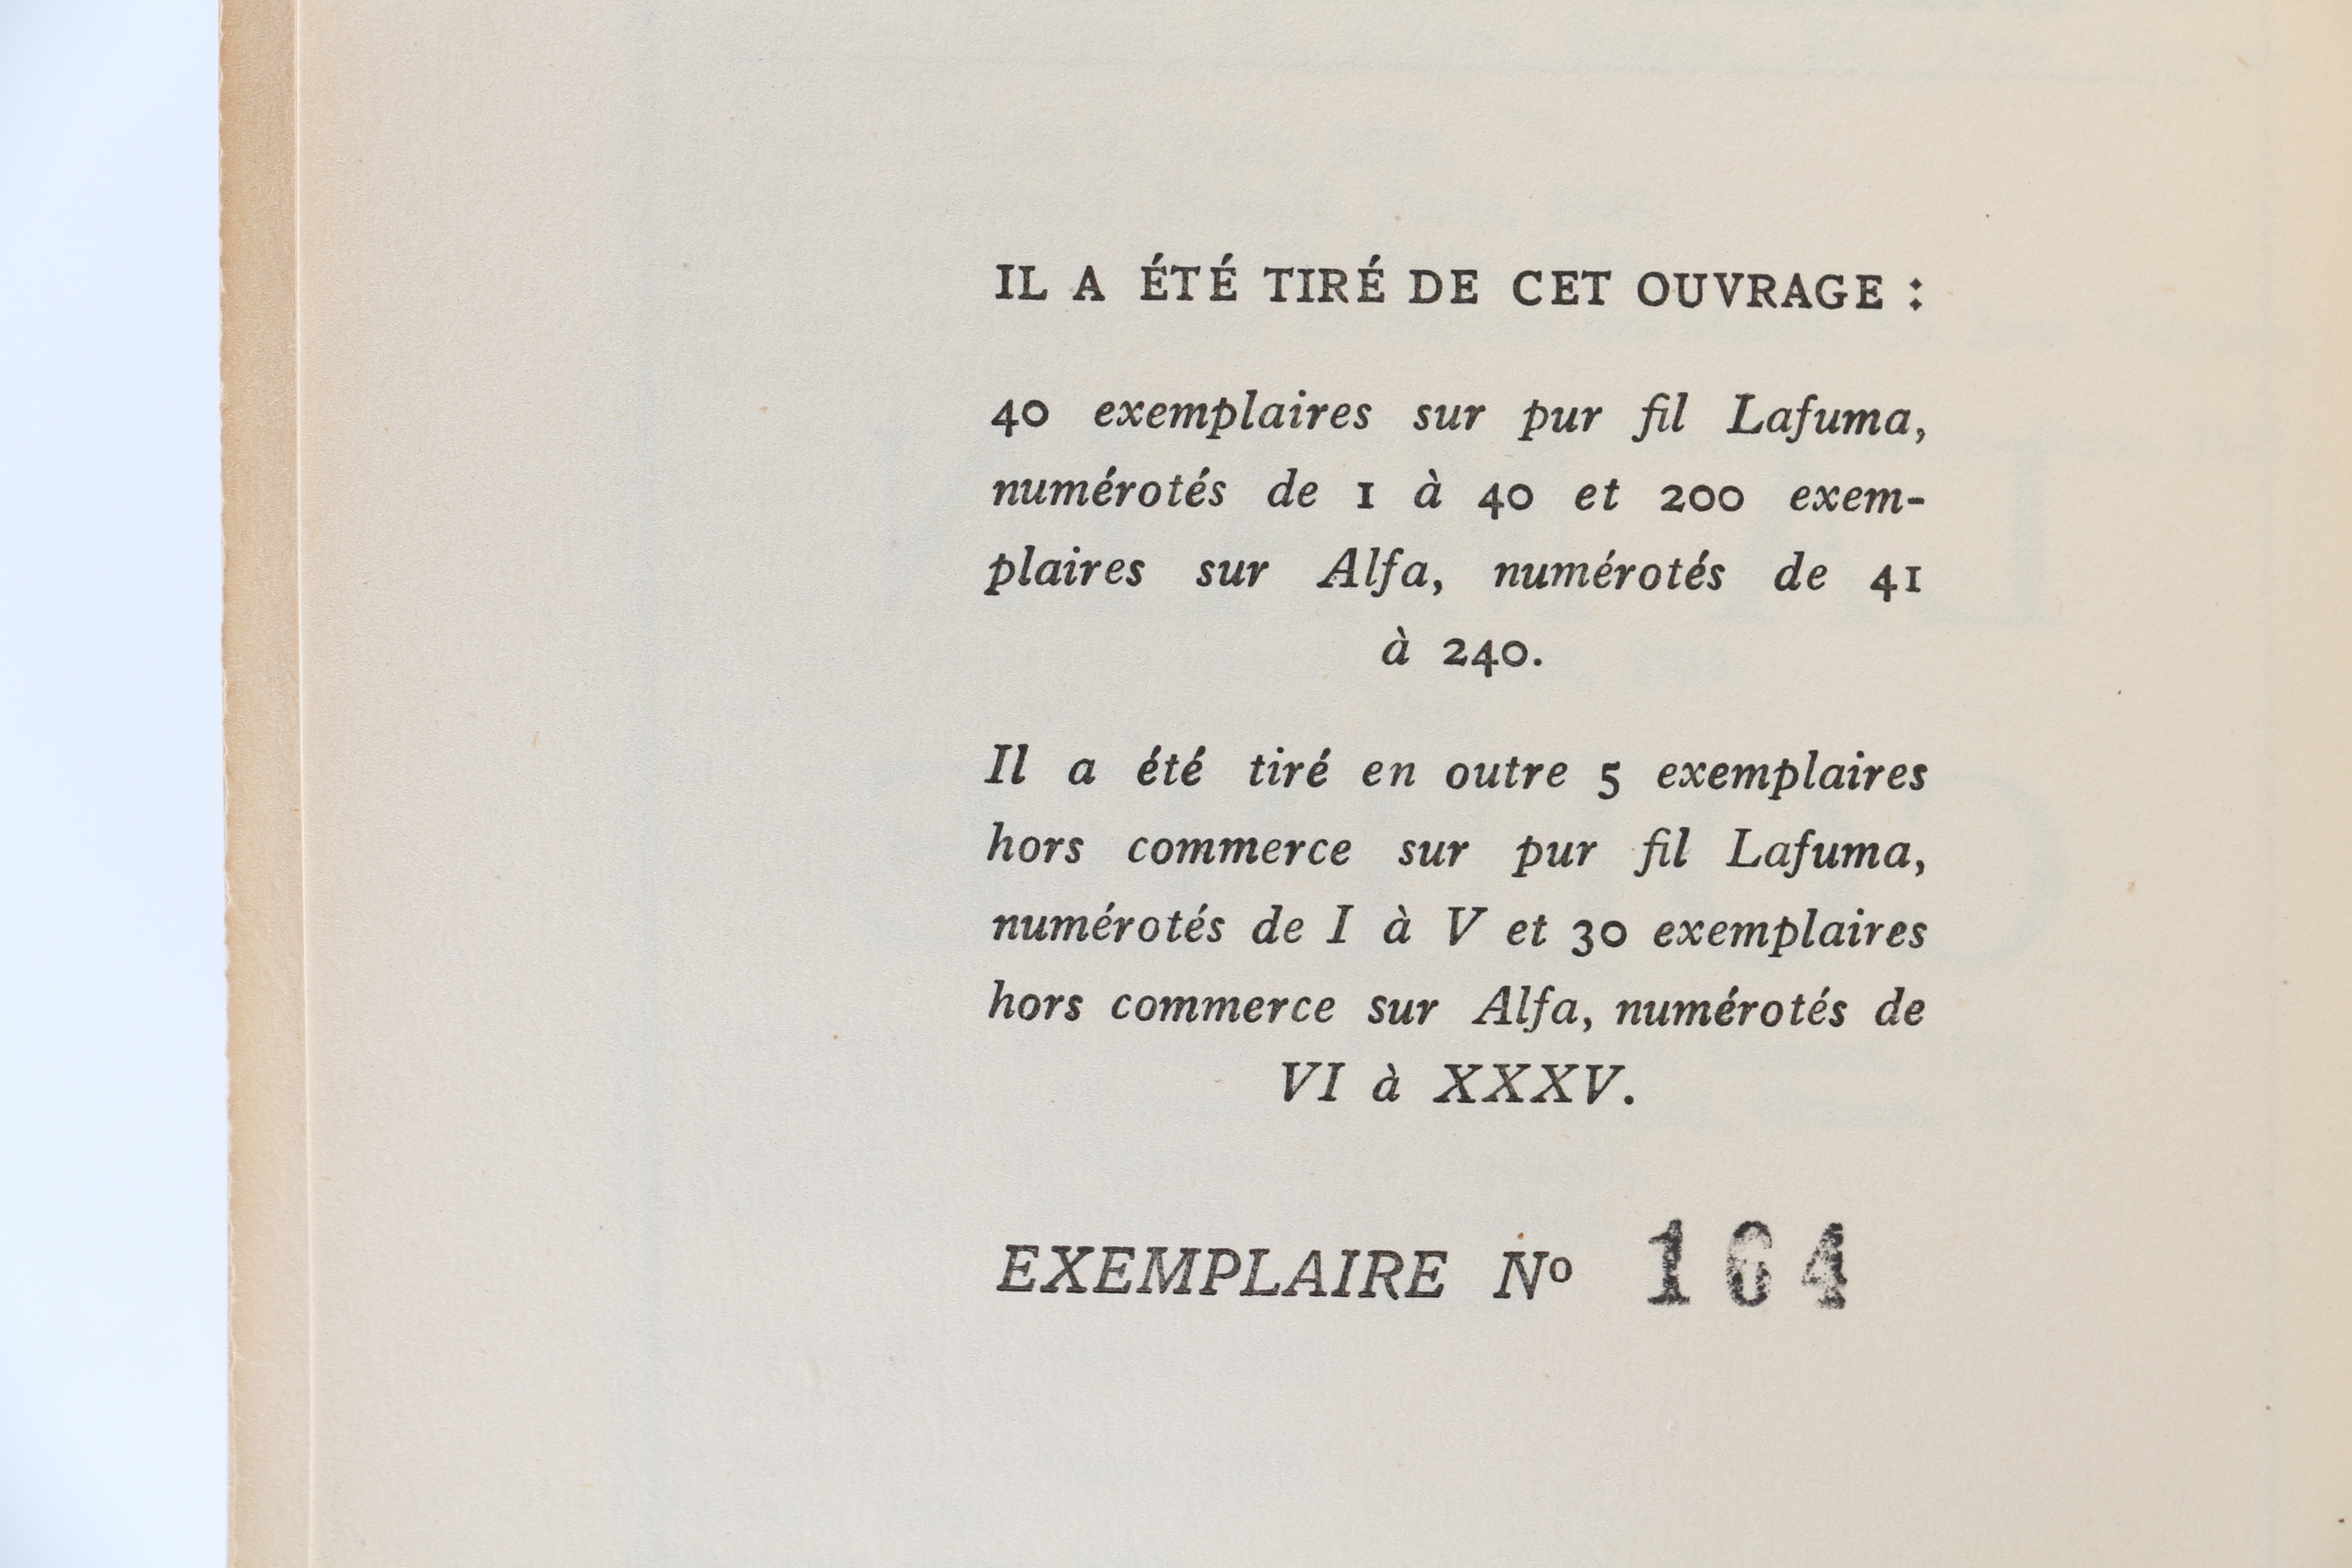 IL A ÉTÉ TIRÉ DE CET OUVRAGE :
40 exemplaires sur pur fil Lafuma,
numérotés de 1 à 40 et 200 exem-
plaires sur Alfa, numérotés de 41
à 240.
Il a été tiré en outre 5 exemplaires
hors commerce sur pur fil Lafuma,
numérotés de I à V et 30 exemplaires
hors commerce sur Alfa, numérotés de
VI à XXXV.
EXEMPLAIRE Nº 164